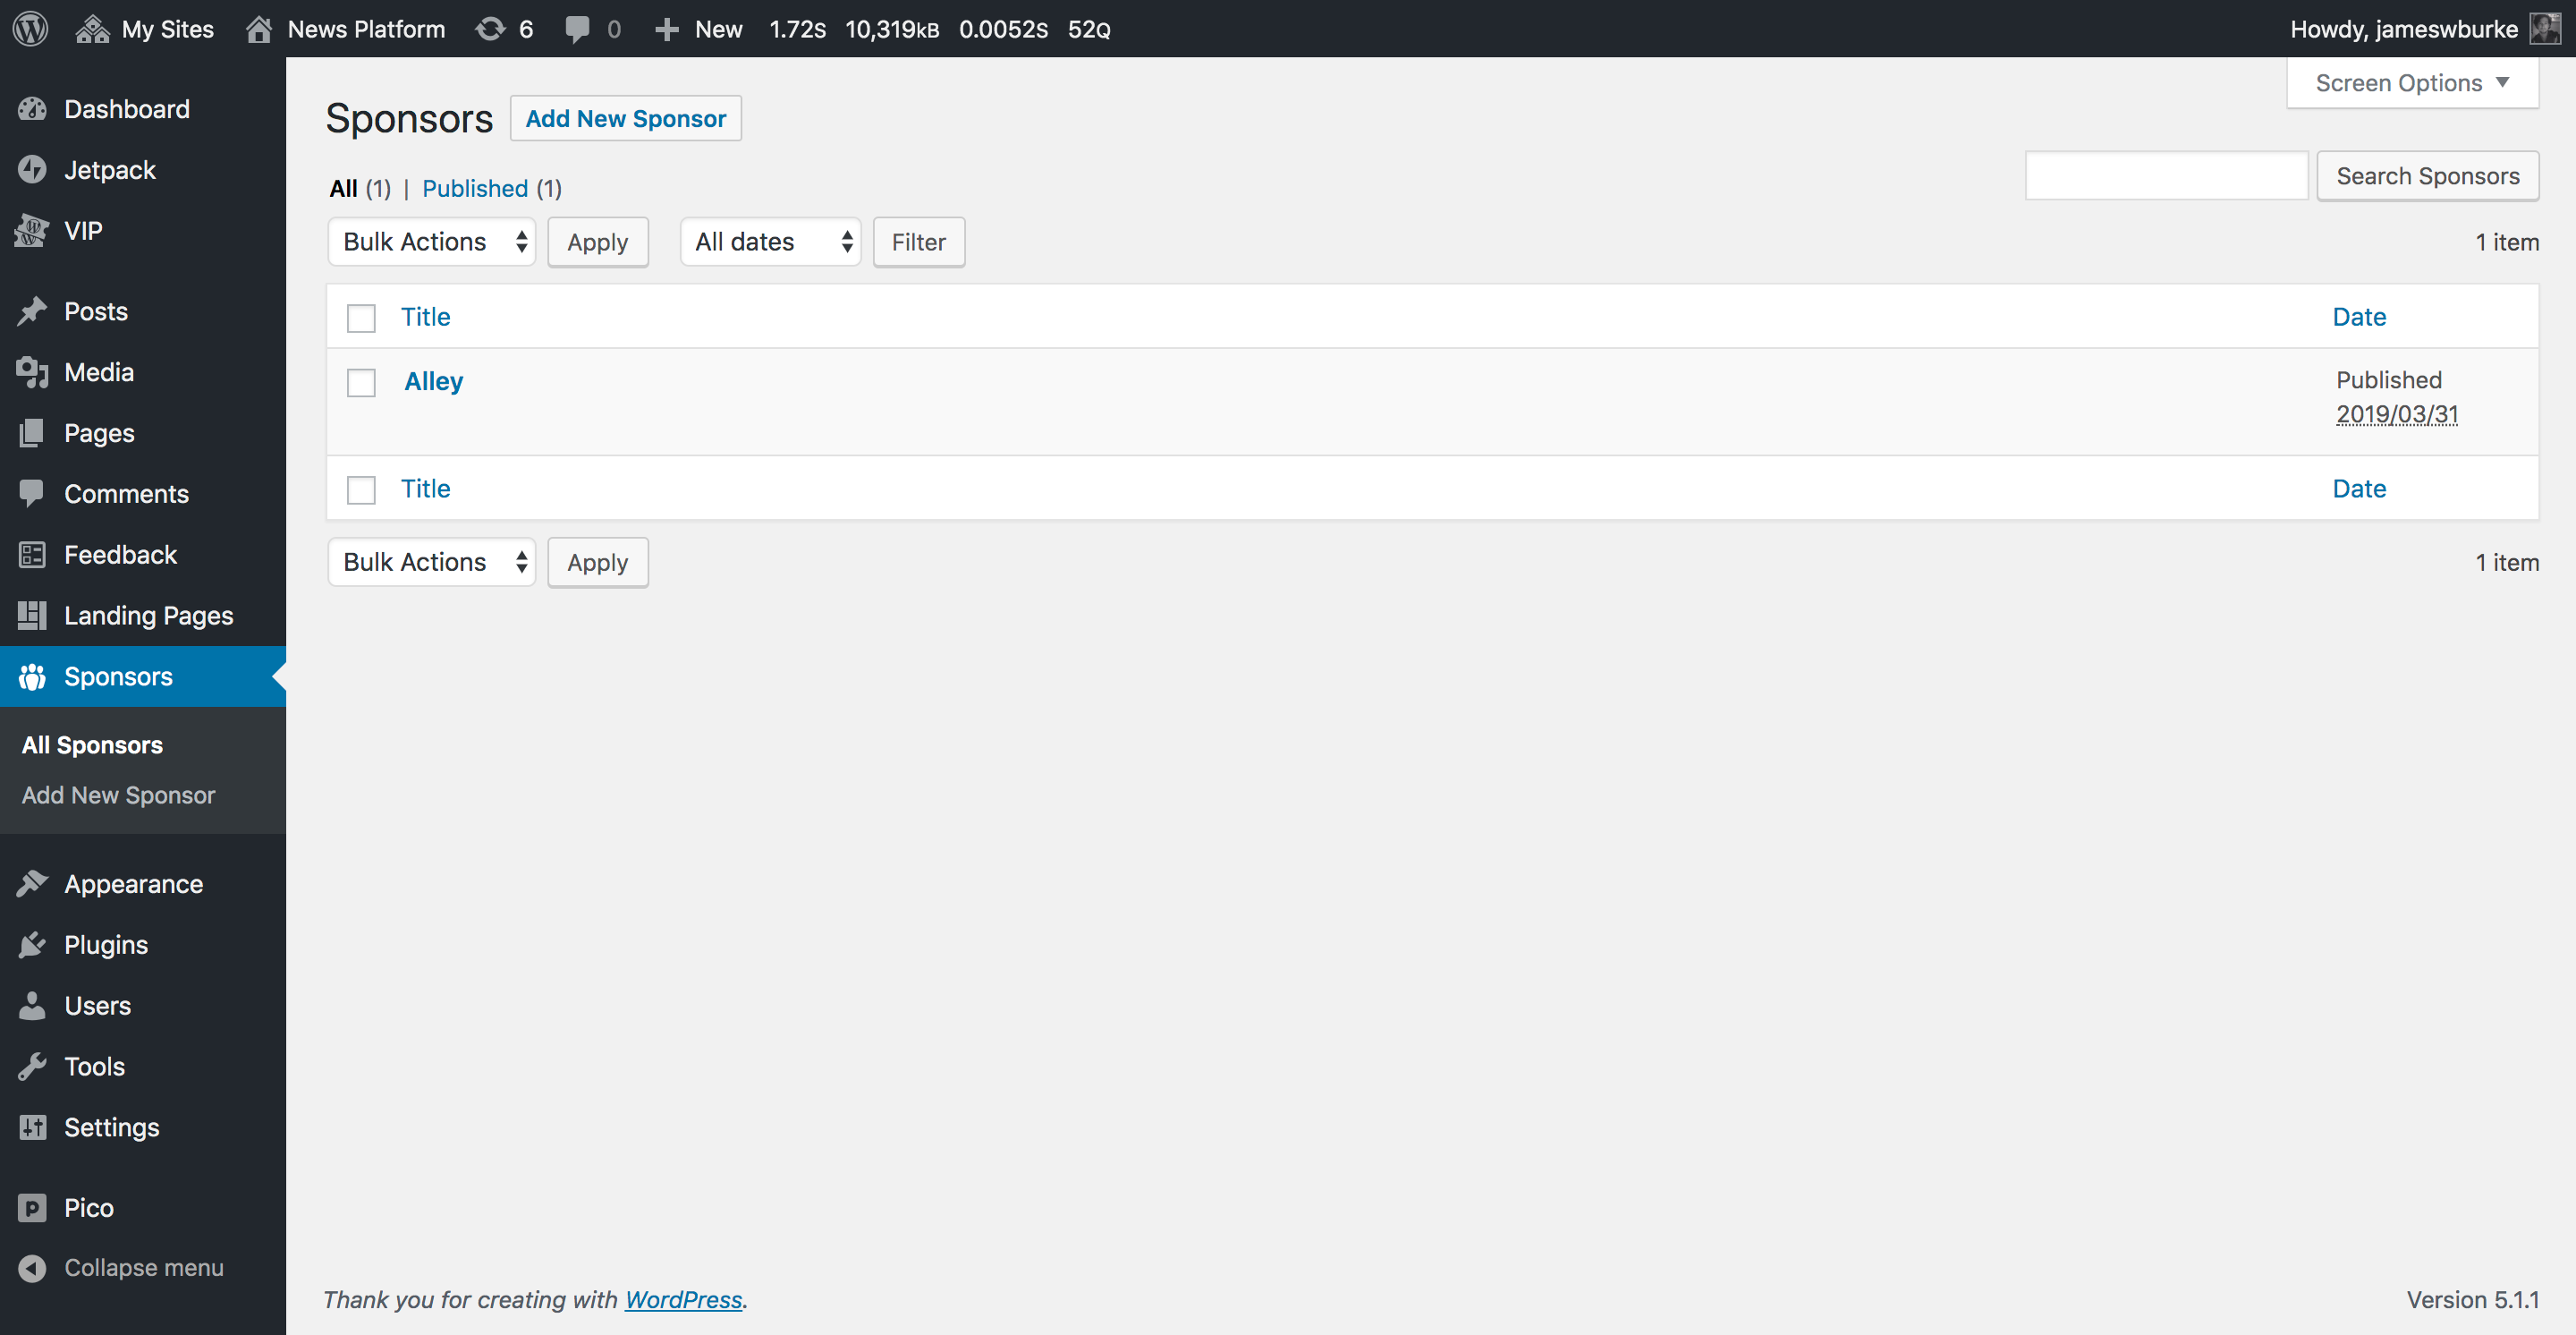 My Sites News Platform 6 0 New 1.72S 10,319KB 0.0052S 52Q Howdy, jameswburke
Screen Options
Dashboard
Jetpack
VIP
Posts
Media
Pages
Comments
Feedback
Landing Pages
Sponsors
All Sponsors
Add New Sponsor
Appearance
Plugins
Users
Tools
Settings
Pico
Collapse menu
Sponsors Add New Sponsor
All (1) | Published (1)
Search Sponsors
Bulk Actions Apply All dates Filter 1 item
Title Date
Alley Published
2019/03/31
Title Date
Bulk Actions Apply 1 item
Thank you for creating with WordPress. Version 5.1.1